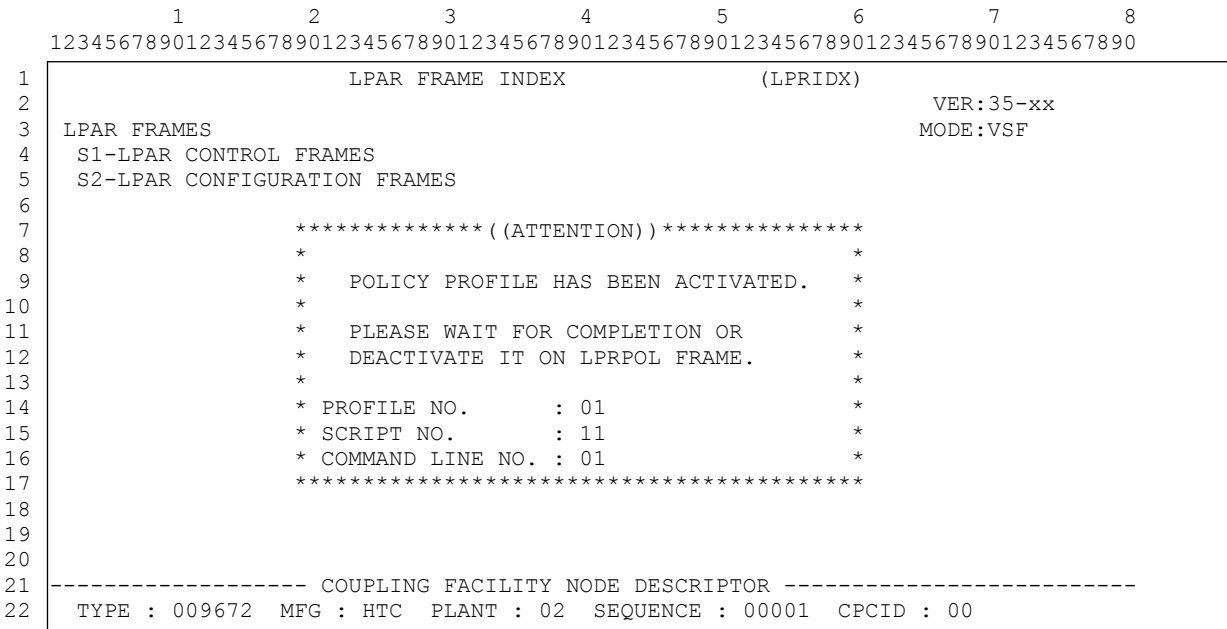 1         2         3         4         5         6         7         8
12345678901234567890123456789012345678901234567890123456789012345678901234567890
1                       LPAR FRAME INDEX               (LPRIDX)
2                                                                  VER:35-xx
3  LPAR FRAMES                                                    MODE:VSF
4   S1-LPAR CONTROL FRAMES
5   S2-LPAR CONFIGURATION FRAMES
6
7                   **************((ATTENTION))***************
8                   *                                        *
9                   *   POLICY PROFILE HAS BEEN ACTIVATED.   *
10                  *                                        *
11                  *   PLEASE WAIT FOR COMPLETION OR        *
12                  *   DEACTIVATE IT ON LPRPOL FRAME.       *
13                  *                                        *
14                  * PROFILE NO.      : 01                  *
15                  * SCRIPT NO.       : 11                  *
16                  * COMMAND LINE NO. : 01                  *
17                  ******************************************
18
19
20
21 ------------------- COUPLING FACILITY NODE DESCRIPTOR --------------------------
22  TYPE : 009672  MFG : HTC  PLANT : 02  SEQUENCE : 00001  CPCID : 00